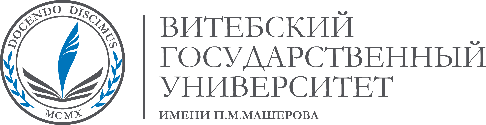 DOCENDO DISCIMUS
MCMX
ВИТЕБСКИЙ
ГОСУДАРСТВЕННЫЙ
УНИВЕРСИТЕТ
ИМЕНИ П.М.МАШЕРОВА